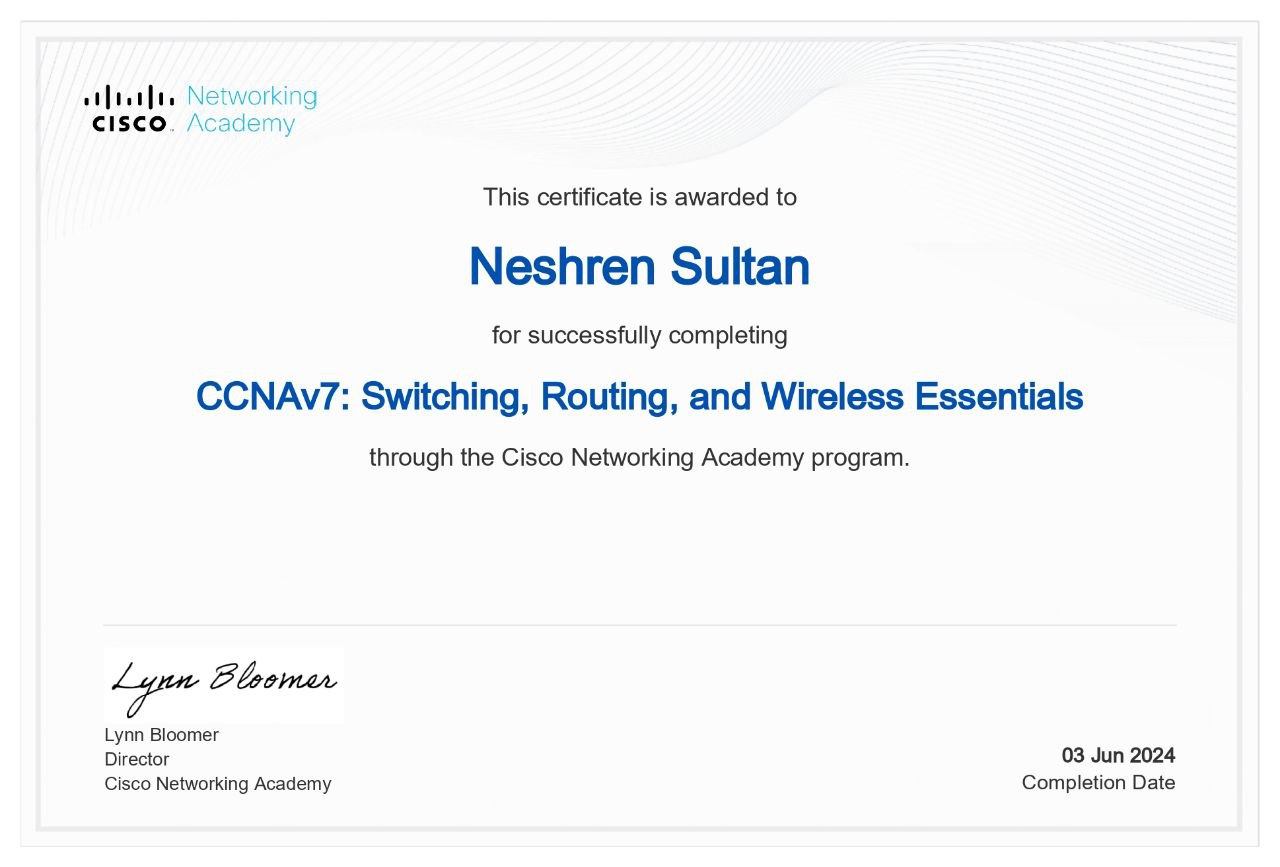 Networking
CISCO Academy
This certificate is awarded to
Neshren Sultan
for successfully completing
CCNAv7: Switching, Routing, and Wireless Essentials
through the Cisco Networking Academy program.
Lynn Bloomer
Lynn Bloomer
Director
Cisco Networking Academy
03 Jun 2024
Completion Date